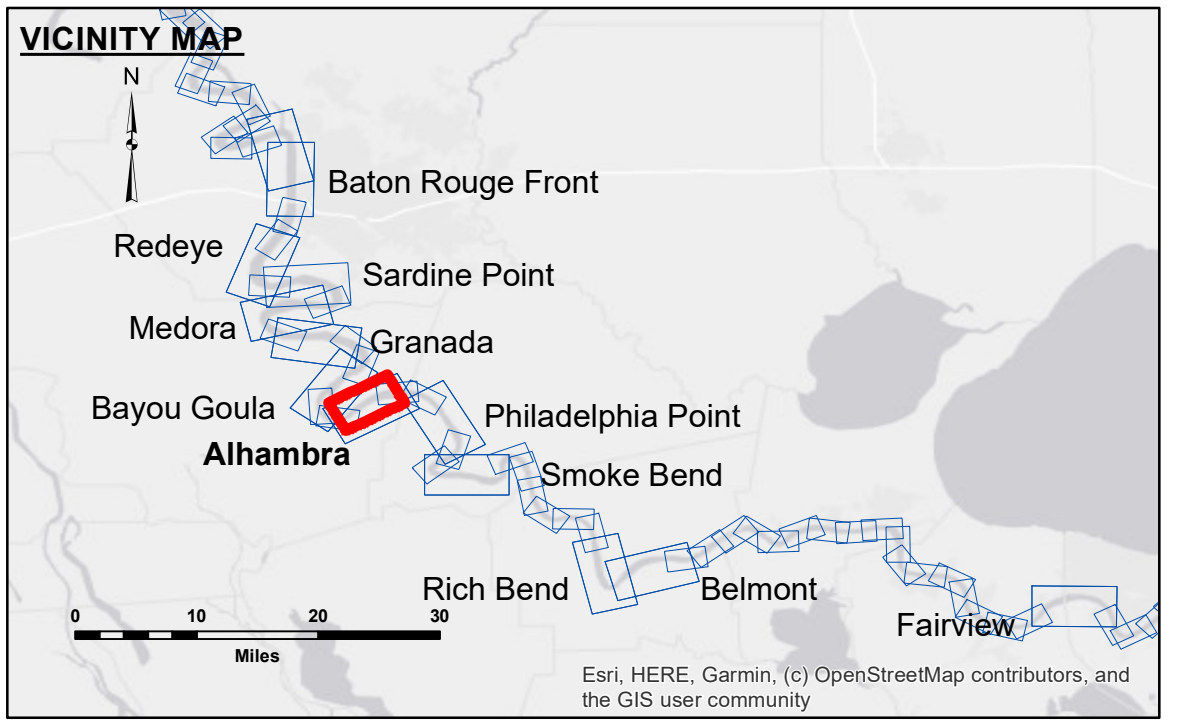 VICINITY MAP
N
Baton Rouge Front
Redeye
Sardine Point
Medora
Granada
Bayou Goula
Philadelphia Point
Alhambra
Smoke Bend
Rich Bend
Belmont
0 10 20 30
Fairview
Miles
Esri, HERE, Garmin, (c) OpenStreetMap contributors, and
the GIS user community